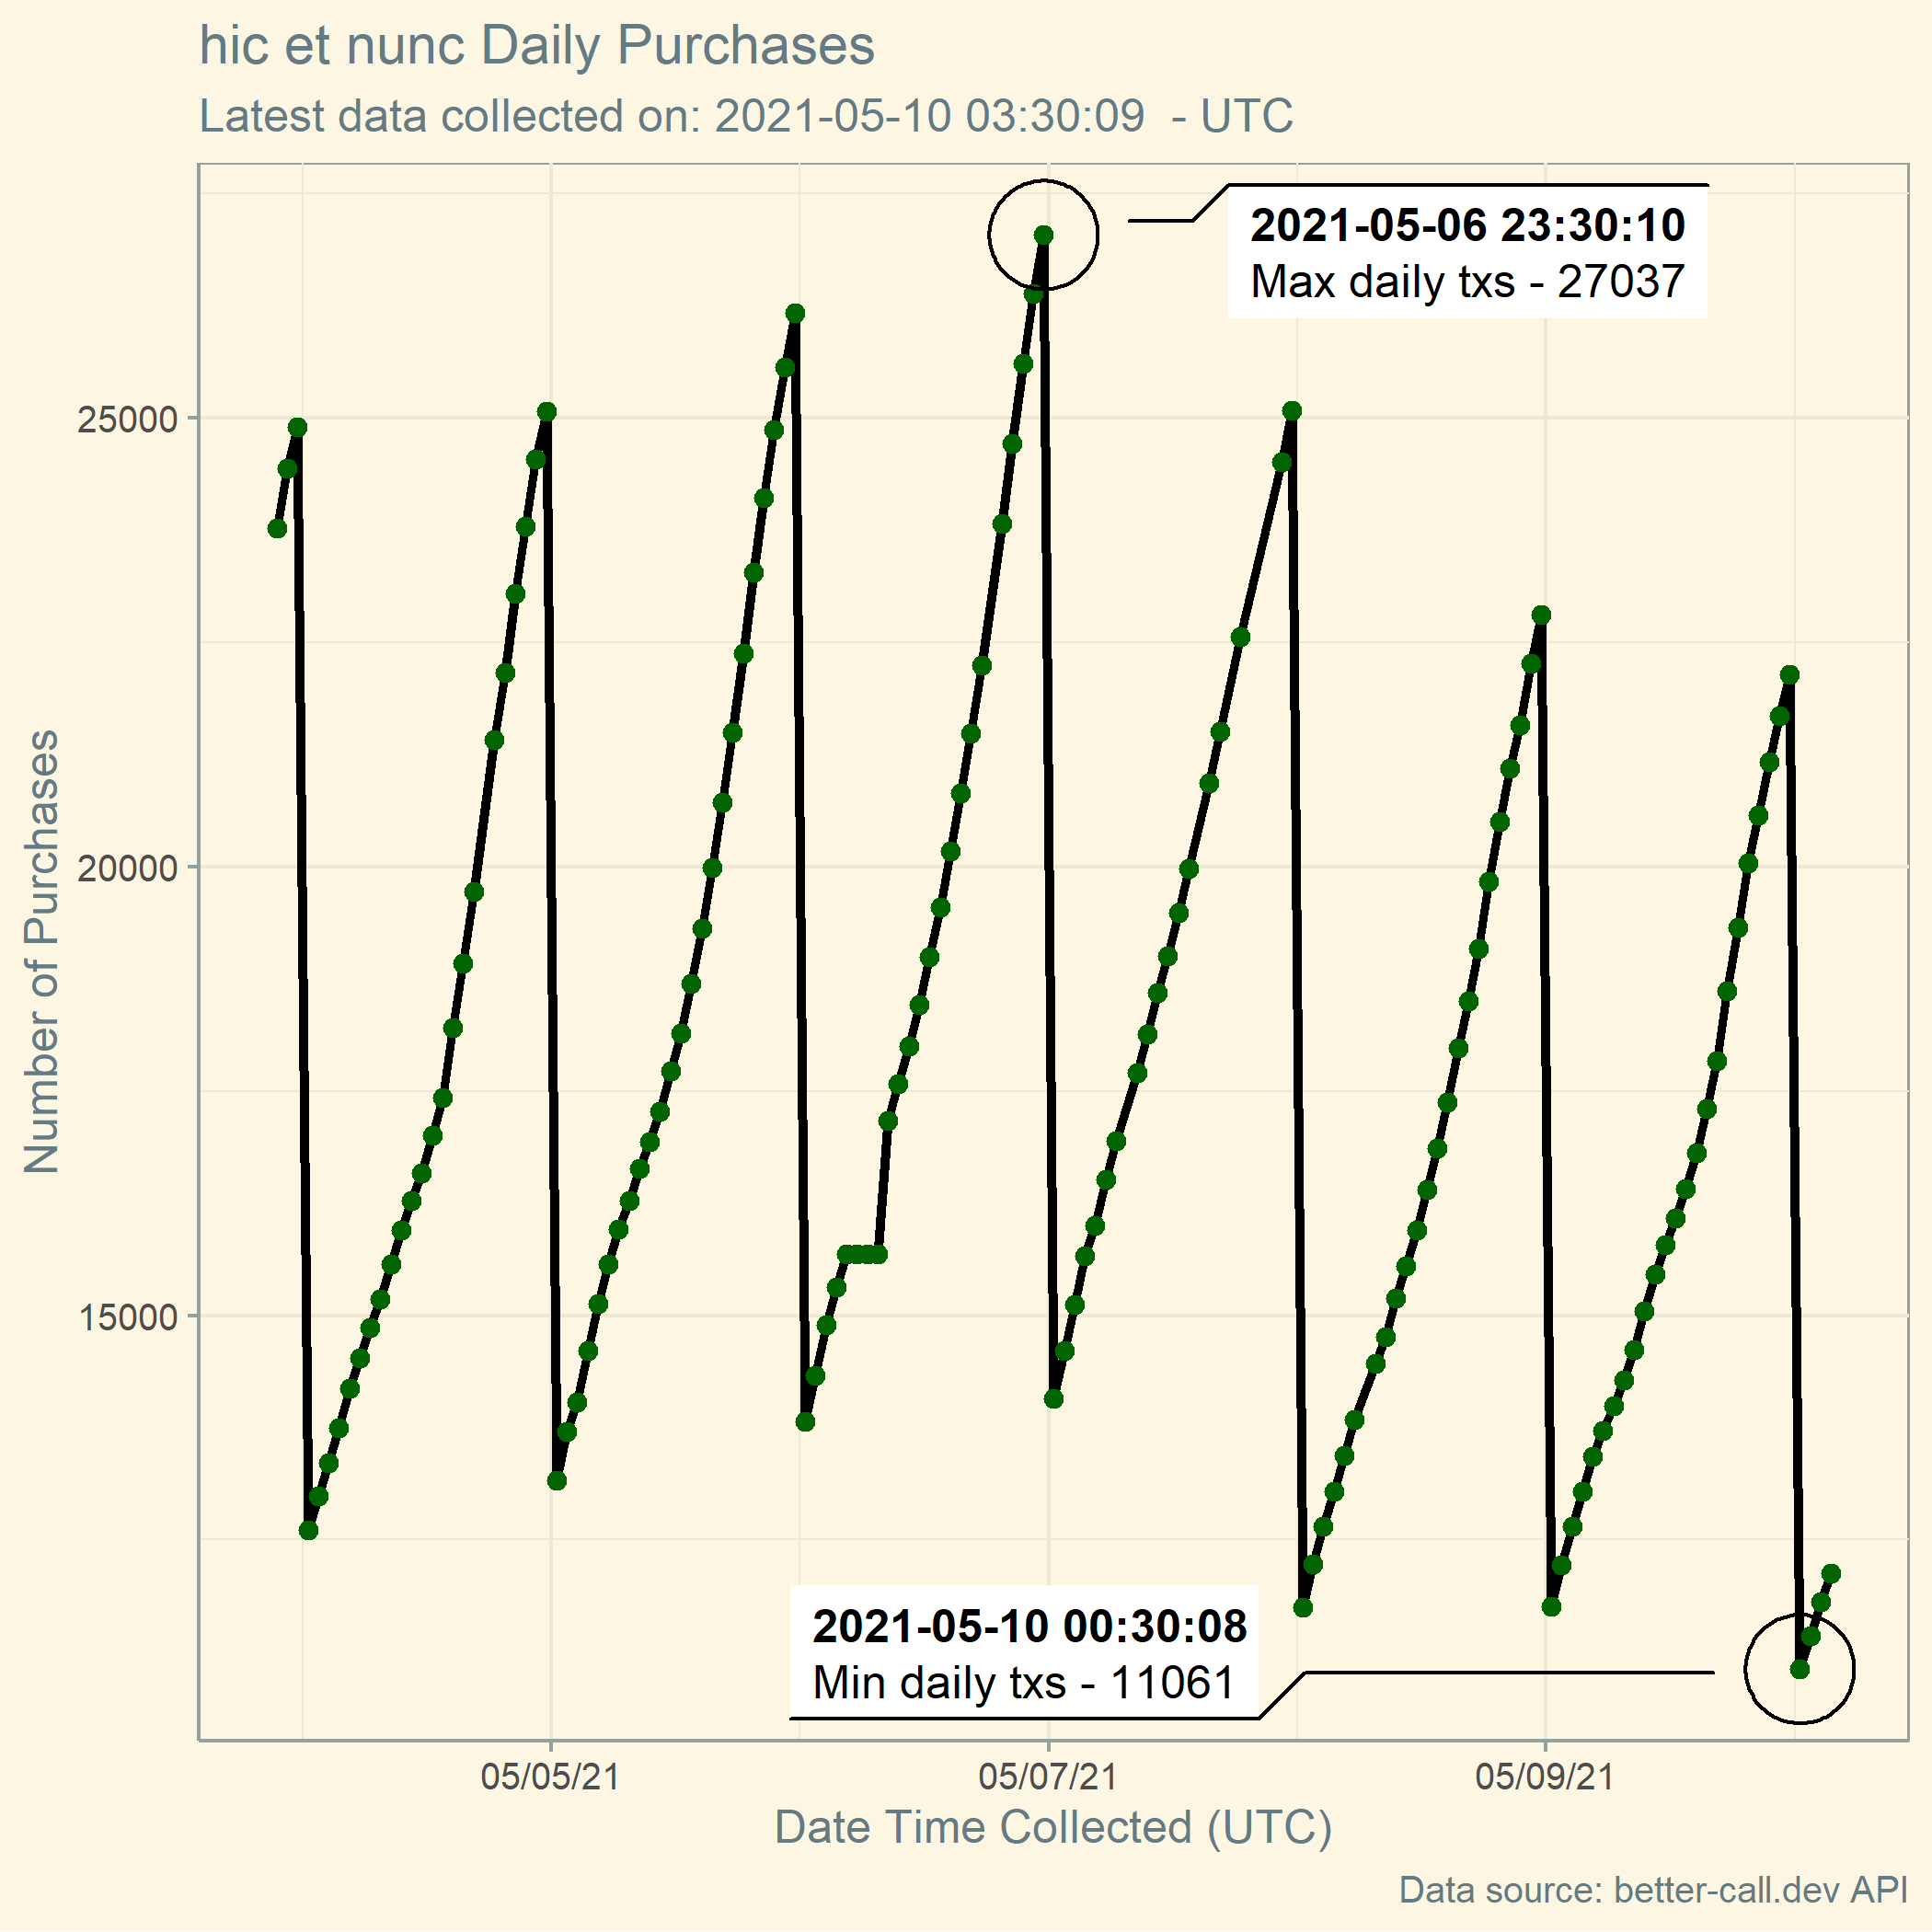 hic et nunc Daily Purchases
Latest data collected on: 2021-05-10 03:30:09  - UTC
2021-05-06 23:30:10
Max daily txs - 27037
25000
20000
15000
Number of Purchases
2021-05-10 00:30:08
Min daily txs - 11061
05/05/21
05/07/21
05/09/21
Date Time Collected (UTC)
Data source: better-call.dev API